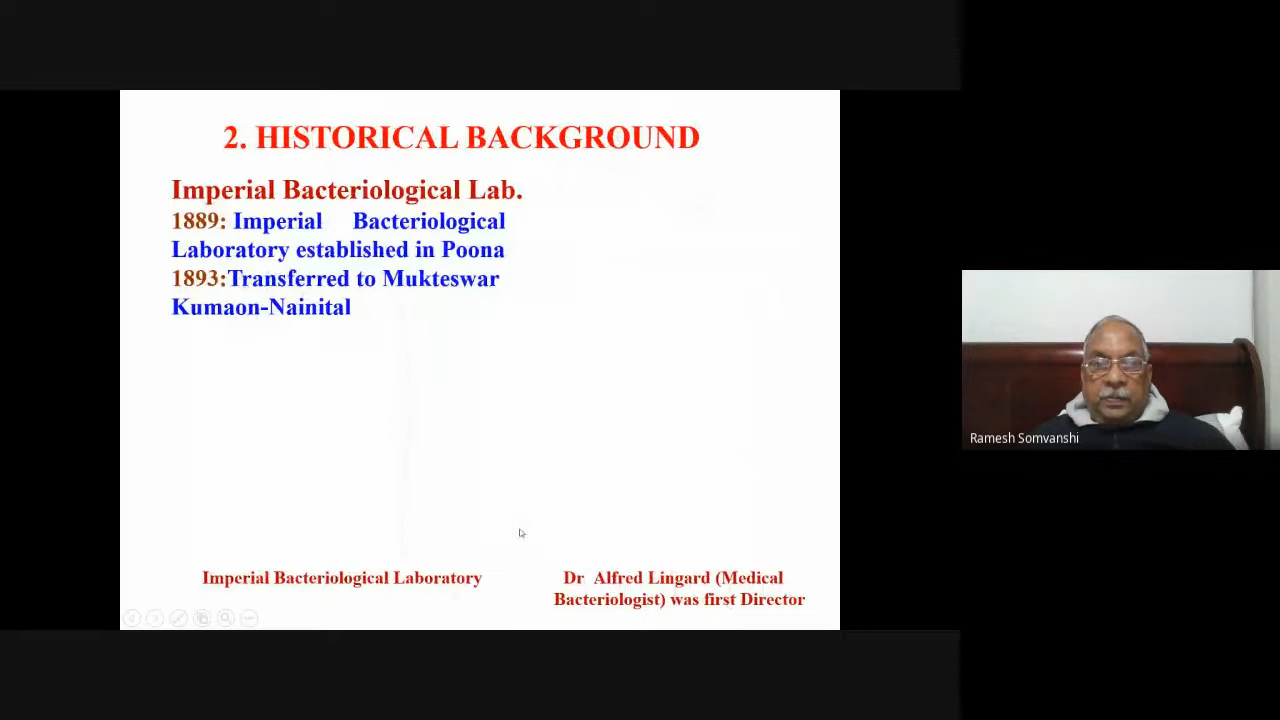 2. HISTORICAL BACKGROUND
Imperial Bacteriological Lab.
1889: Imperial Bacteriological
Laboratory established in Poona
1893:Transferred to Mukteswar
Kumaon-Nainital
Imperial Bacteriological Laboratory
Dr Alfred Lingard (Medical
Bacteriologist) was first Director
Ramesh Somvanshi